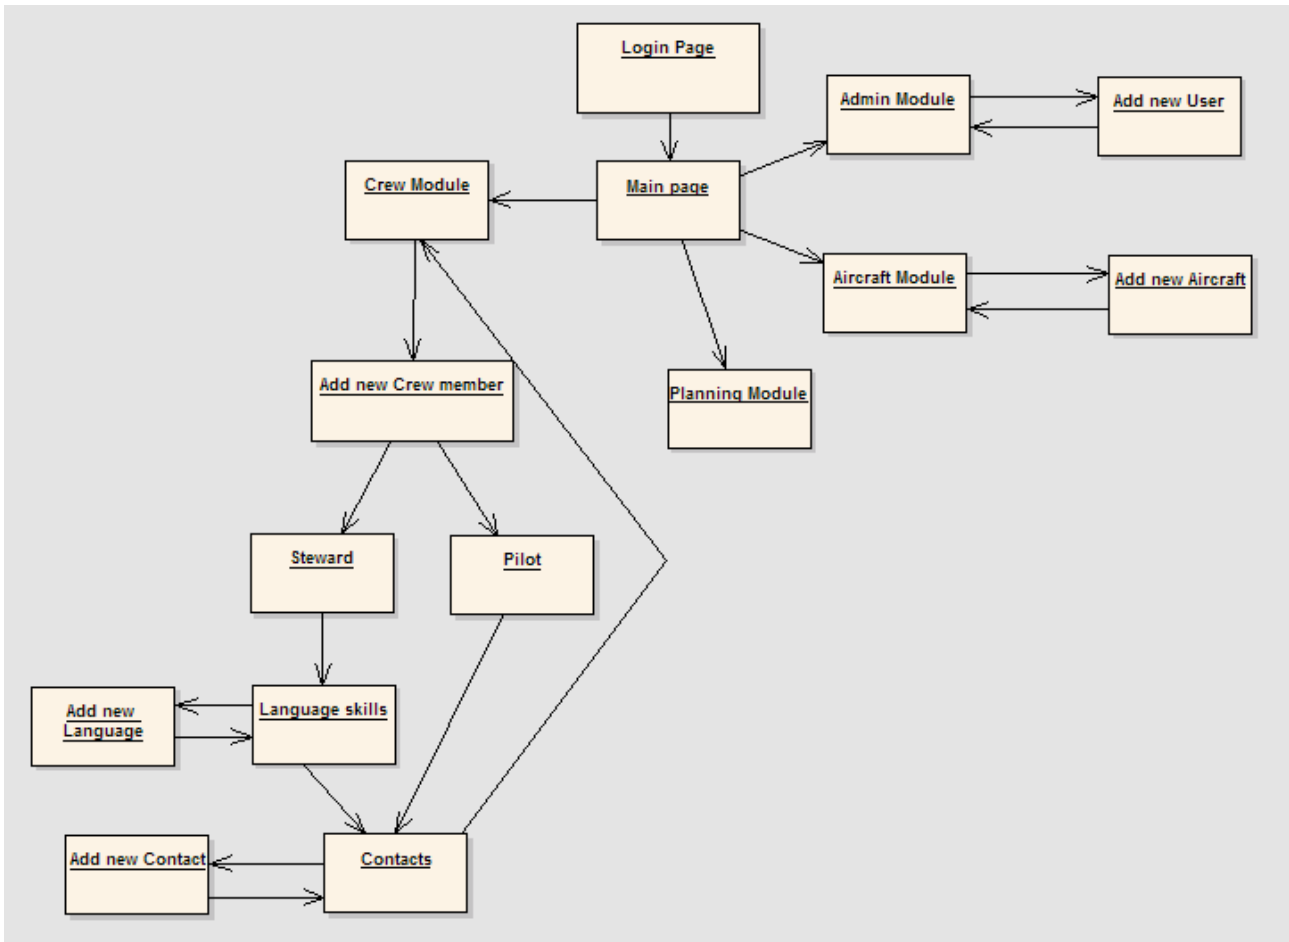 Login Page
Admin Module
Add new User
Crew Module
Main page
Aircraft Module
Add new Aircraft
Add new Crew member
Planning Module
Steward
Pilot
Add new
Language
Language skills
Add new Contact
Contacts